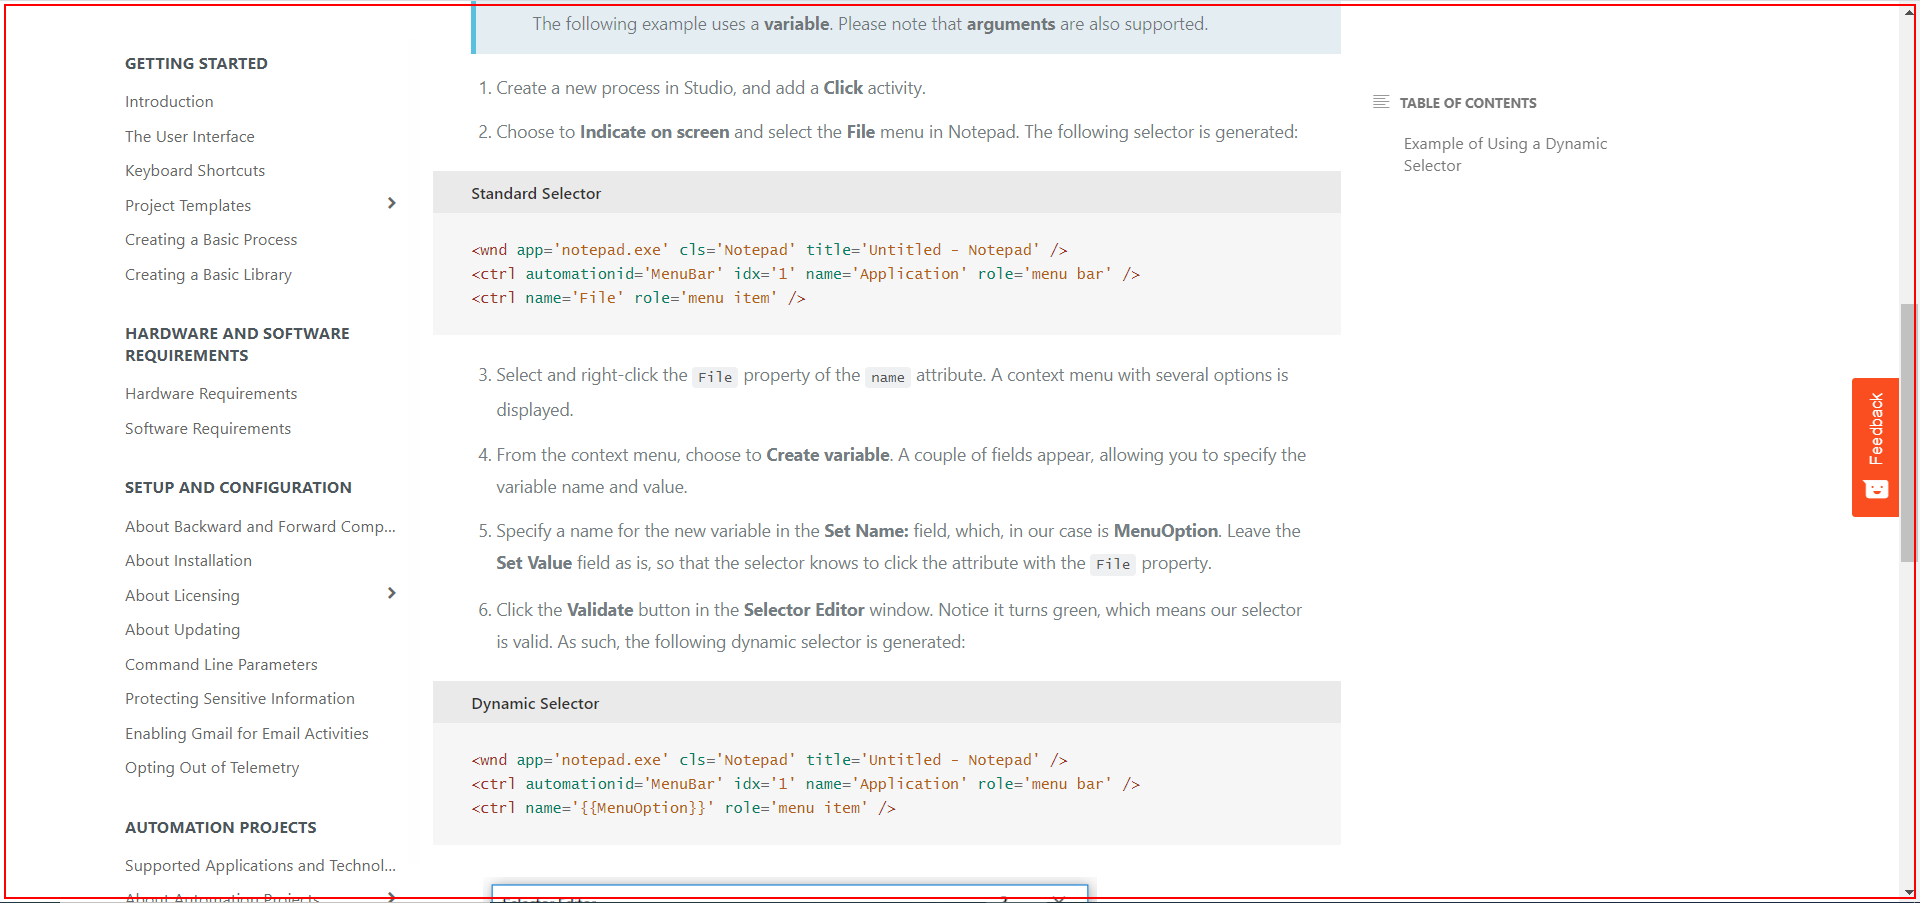 The following example uses a variable. Please note that arguments are also supported.
GETTING STARTED
Introduction
The User Interface
Keyboard Shortcuts
Project Templates
Creating a Basic Process
Creating a Basic Library
HARDWARE AND SOFTWARE
REQUIREMENTS
Hardware Requirements
Software Requirements
SETUP AND CONFIGURATION
About Backward and Forward Comp...
About Installation
About Licensing
About Updating
Command Line Parameters
Protecting Sensitive Information
Enabling Gmail for Email Activities
Opting Out of Telemetry
AUTOMATION PROJECTS
Supported Applications and Technol...
About Automation Projects
1. Create a new process in Studio, and add a Click activity.
2. Choose to Indicate on screen and select the File menu in Notepad. The following selector is generated:
Standard Selector
<wnd app='notepad.exe' cls='Notepad' title='Untitled - Notepad' />
<ctrl automationid='MenuBar' idx='1' name='Application' role='menu bar' />
<ctrl name='File' role='menu item' />
3. Select and right-click the File property of the name attribute. A context menu with several options is
displayed.
4. From the context menu, choose to Create variable. A couple of fields appear, allowing you to specify the
variable name and value.
5. Specify a name for the new variable in the Set Name: field, which, in our case is MenuOption. Leave the
Set Value field as is, so that the selector knows to click the attribute with the File property.
6. Click the Validate button in the Selector Editor window. Notice it turns green, which means our selector
is valid. As such, the following dynamic selector is generated:
Dynamic Selector
<wnd app='notepad.exe' cls='Notepad' title='Untitled - Notepad' />
<ctrl automationid='MenuBar' idx='1' name='Application' role='menu bar' />
<ctrl name='{{MenuOption}}' role='menu item' />
Selector Editor
TABLE OF CONTENTS
Example of Using a Dynamic
Selector
Feedback